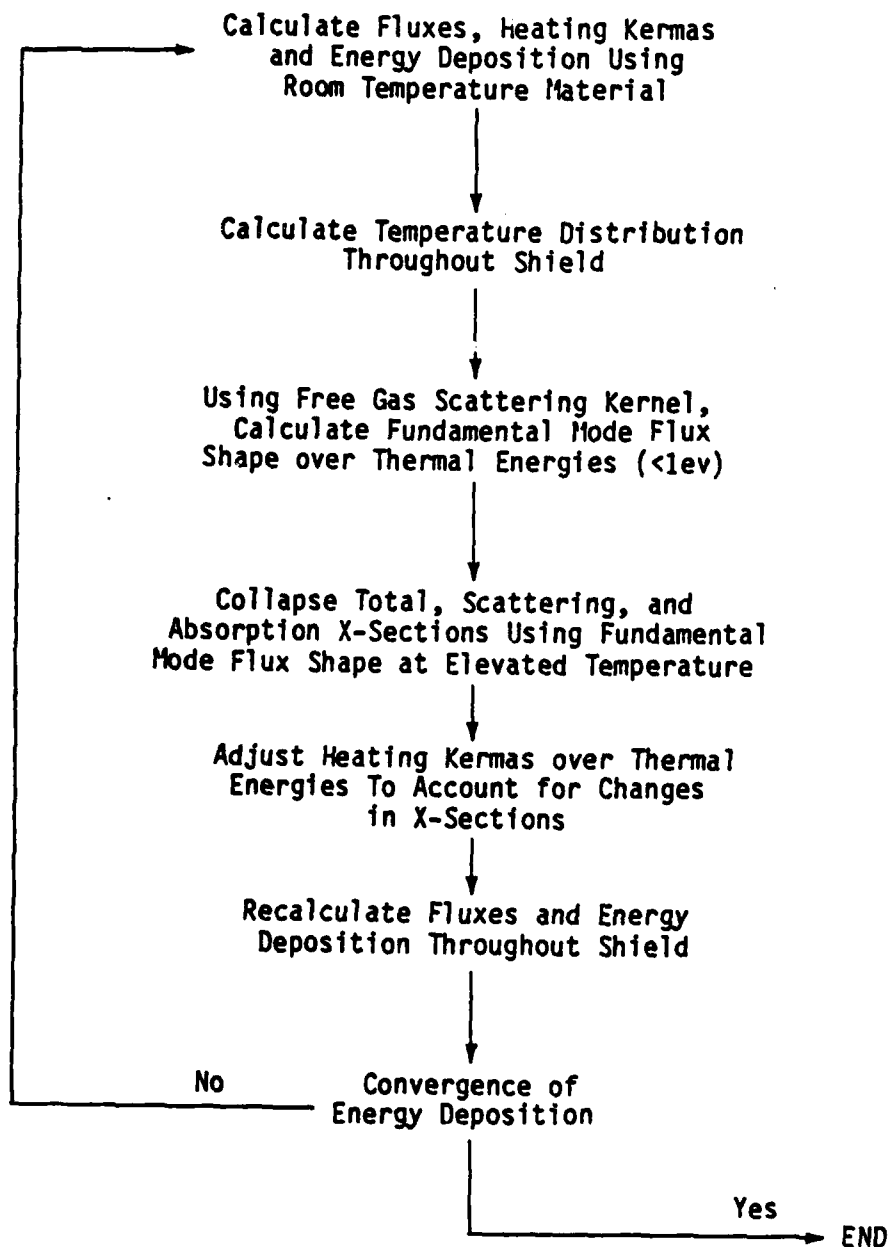 Calculate Fluxes, Heating Kermas
and Energy Deposition Using
Room Temperature Material
Calculate Temperature Distribution
Throughout Shield
Using Free Gas Scattering Kernel,
Calculate Fundamental Mode Flux
Shape over Thermal Energies (<1ev)
Collapse Total, Scattering, and
Absorption X-Sections Using Fundamental
Mode Flux Shape at Elevated Temperature
Adjust Heating Kermas over Thermal
Energies To Account for Changes
in X-Sections
Recalculate Fluxes and Energy
Deposition Throughout Shield
No
Convergence of
Energy Deposition
Yes
END